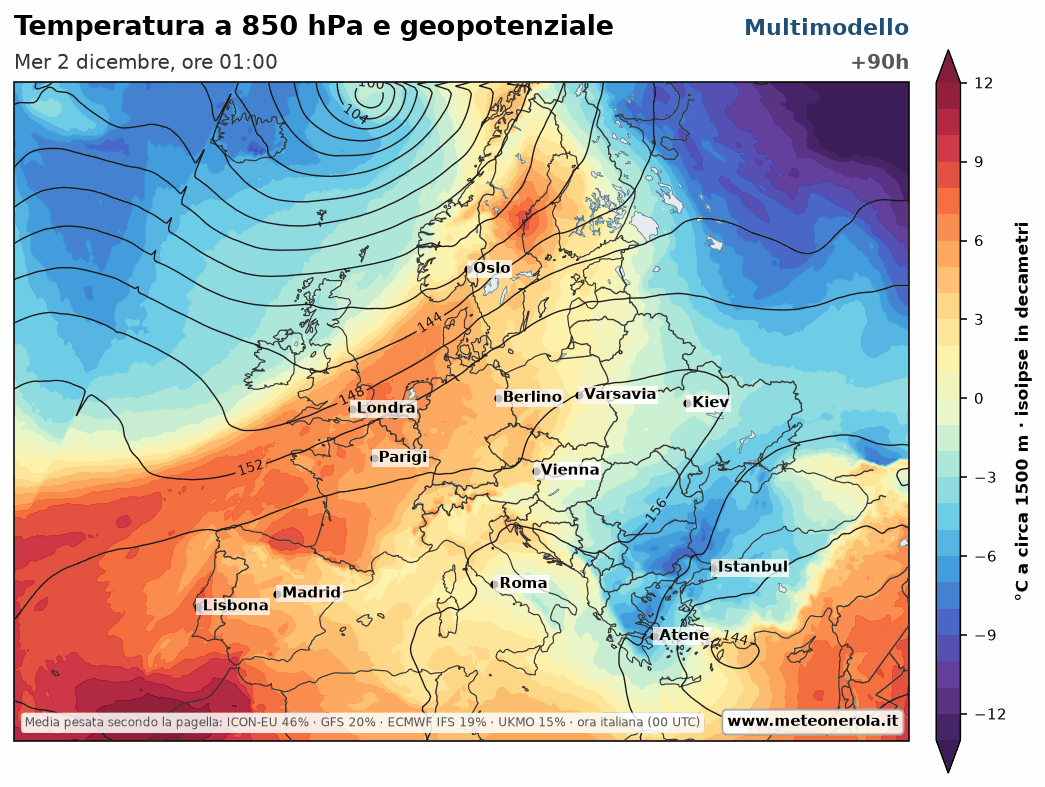 Temperatura a 850 hPa e geopotenziale
Multimodello
Mer 2 dicembre, ore 01:00
+90h
104
Oslo
144
148
Londra
Berlino
Varsavia
Kiev
Parigi
152
Vienna
156
Istanbul
Roma
Madrid
Lisbona
Atene
144
Media pesata secondo la pagella: ICON-EU 46% · GFS 20% · ECMWF IFS 19% · UKMO 15% · ora italiana (00 UTC)
www.meteonerola.it
12
9
6
3
0
−3
−6
−9
−12
°C a circa 1500 m · isoipse in decametri